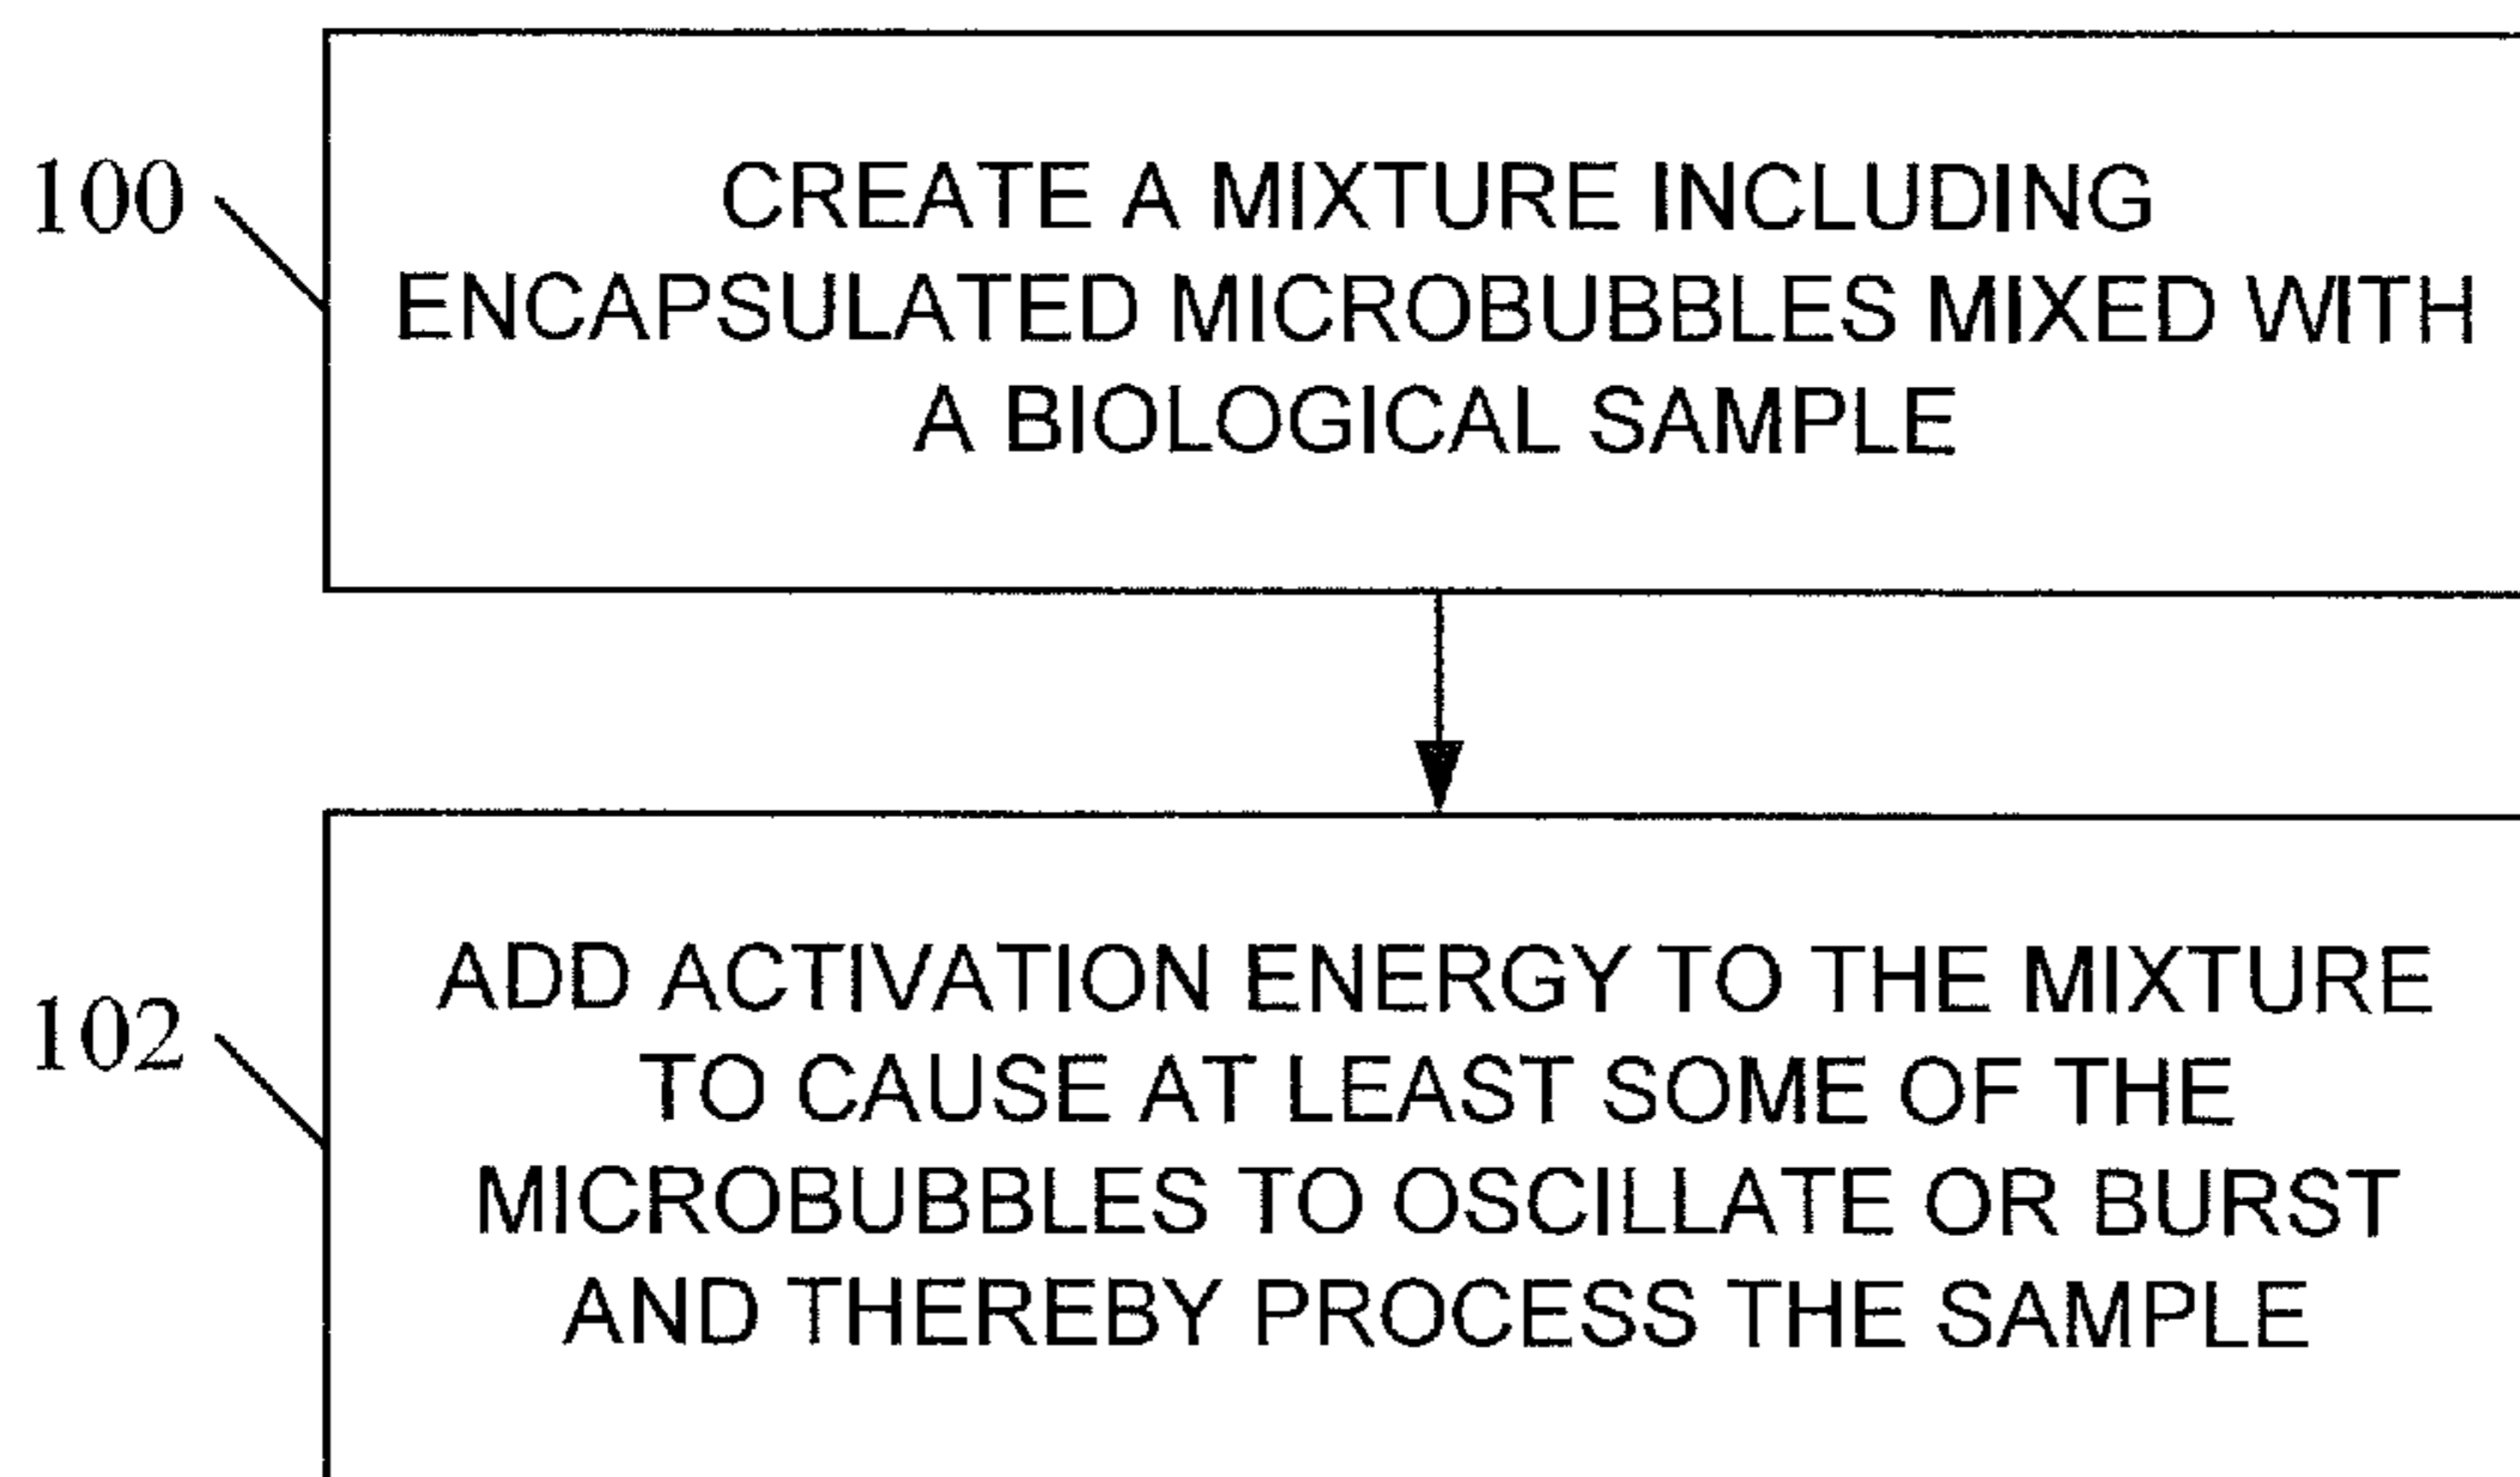 100
CREATE A MIXTURE INCLUDING
ENCAPSULATED MICROBUBBLES MIXED WITH
A BIOLOGICAL SAMPLE
102
ADD ACTIVATION ENERGY TO THE MIXTURE
TO CAUSE AT LEAST SOME OF THE
MICROBUBBLES TO OSCILLATE OR BURST
AND THEREBY PROCESS THE SAMPLE